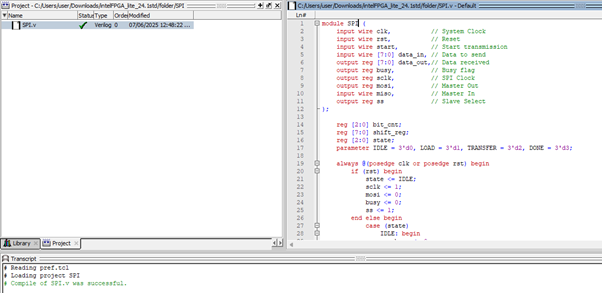 Project - C:/Users/user/Downloads/intelFPGA_lite_24.1std/folder/SPI
Name Status Type Order Modified
SPI.v Verilog 0 07/06/2025 12:48:22 ...
Library Project
C:/Users/user/Downloads/intelFPGA_lite_24.1std/folder/SPI.v - Default
Ln#
1 module SPI (
2 input wire clk, // System Clock
3 input wire rst, // Reset
4 input wire start, // Start transmission
5 input wire [7:0] data_in, // Data to send
6 output reg [7:0] data_out, // Data received
7 output reg busy, // Busy flag
8 output reg sclk, // SPI Clock
9 output reg mosi, // Master Out
10 input wire miso, // Master In
11 output reg ss // Slave Select
12 );
13
14 reg [2:0] bit_cnt;
15 reg [7:0] shift_reg;
16 reg [2:0] state;
17 parameter IDLE = 3'd0, LOAD = 3'd1, TRANSFER = 3'd2, DONE = 3'd3;
18
19 always @(posedge clk or posedge rst) begin
20 if (rst) begin
21 state <= IDLE;
22 sclk <= 1;
23 mosi <= 0;
24 busy <= 0;
25 ss <= 1;
26 end else begin
27 case (state)
28 IDLE: begin
Transcript
# Reading pref.tcl
# Loading project SPI
# Compile of SPI.v was successful.